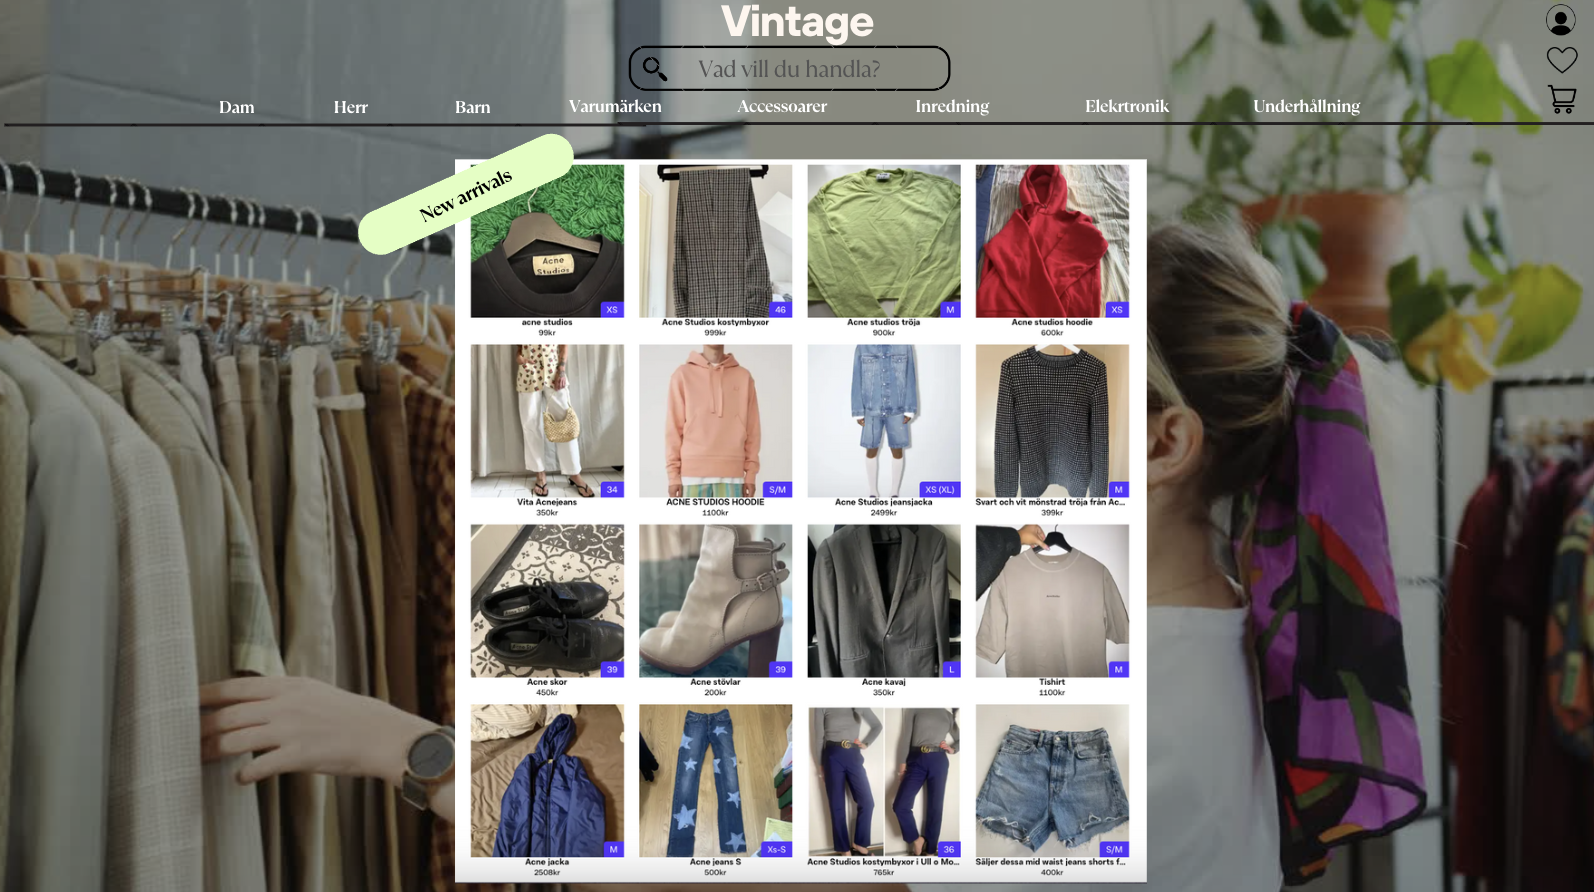 Vintage
Vad vill du handla?
Dam Herr Barn Varumärken Accessoarer Inredning Elekrtronik Underhållning
New arrivals
Acne
Studios
XS 46 M XS
acne studios Acne Studios kostymbyxor Acne studios tröja Acne studios hoodie
99kr 999kr 900kr 600kr
34 S/M XS (XL) M
Vita Acnejeans ACNE STUDIOS HOODIE Acne Studios jeansjacka Svart och vit mönstrad tröja från Ac...
350kr 1100kr 2499kr 399kr
39 39 L M
Acne skor Acne stövlar Acne kavaj Tishirt
450kr 200kr 350kr 1100kr
M Xs-S 36 S/M
Acne jacka Acne jeans S Acne Studios kostymbyxor i Ull o Mo... Säljer dessa mid waist jeans shorts f...
2508kr 500kr 765kr 400kr